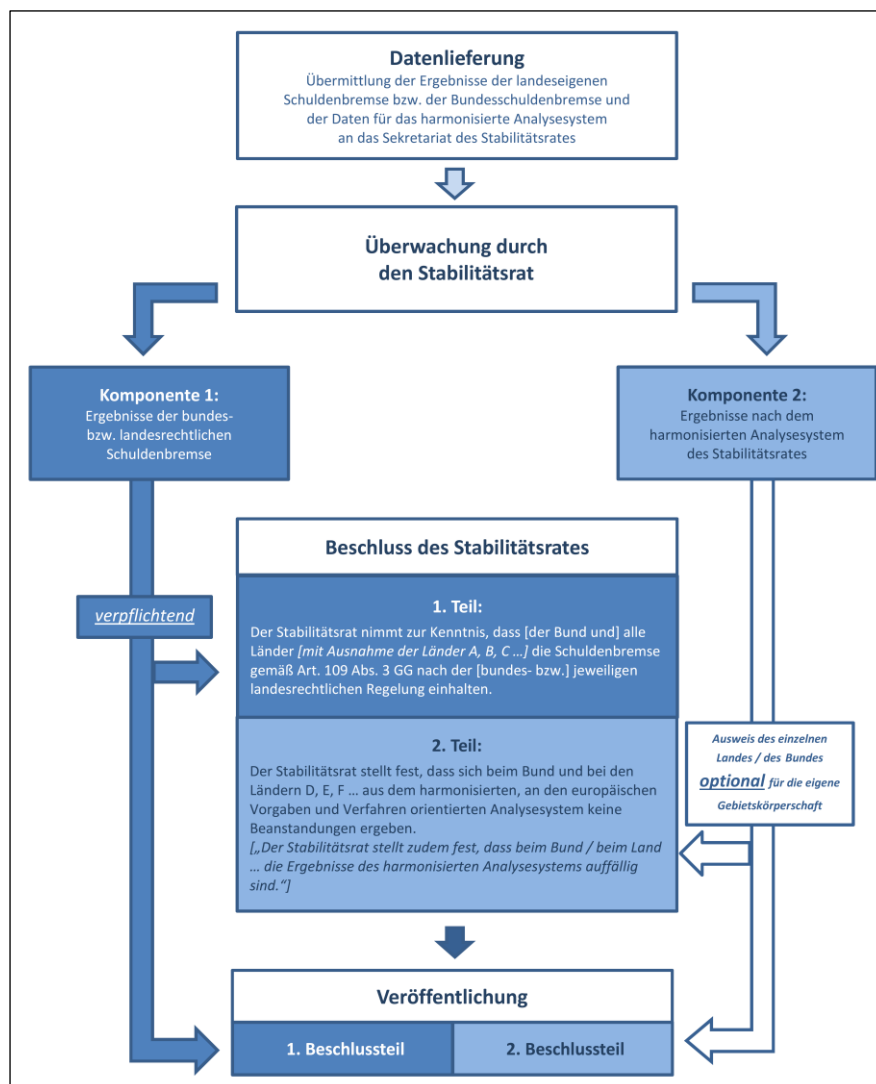 Datenlieferung
Übermittlung der Ergebnisse der landeseigenen
Schuldenbremse bzw. der Bundesschuldenbremse und
der Daten für das harmonisierte Analysesystem
an das Sekretariat des Stabilitätsrates
Überwachung durch
den Stabilitätsrat
Komponente 1:
Ergebnisse der bundes-
bzw. landesrechtlichen
Schuldenbremse
Komponente 2:
Ergebnisse nach dem
harmonisierten Analysesystem
des Stabilitätsrates
Beschluss des Stabilitätsrates
verpflichtend
1. Teil:
Der Stabilitätsrat nimmt zur Kenntnis, dass [der Bund und] alle
Länder [mit Ausnahme der Länder A, B, C ...] die Schuldenbremse
gemäß Art. 109 Abs. 3 GG nach der [bundes- bzw.] jeweiligen
landesrechtlichen Regelung einhalten.
2. Teil:
Der Stabilitätsrat stellt fest, dass sich beim Bund und bei den
Ländern D, E, F ... aus dem harmonisierten, an den europäischen
Vorgaben und Verfahren orientierten Analysesystem keine
Beanstandungen ergeben.
[„Der Stabilitätsrat stellt zudem fest, dass beim Bund / beim Land
... die Ergebnisse des harmonisierten Analysesystems auffällig
sind.“]
Ausweis des einzelnen
Landes / des Bundes
optional für die eigene
Gebietskörperschaft
Veröffentlichung
1. Beschlussteil
2. Beschlussteil